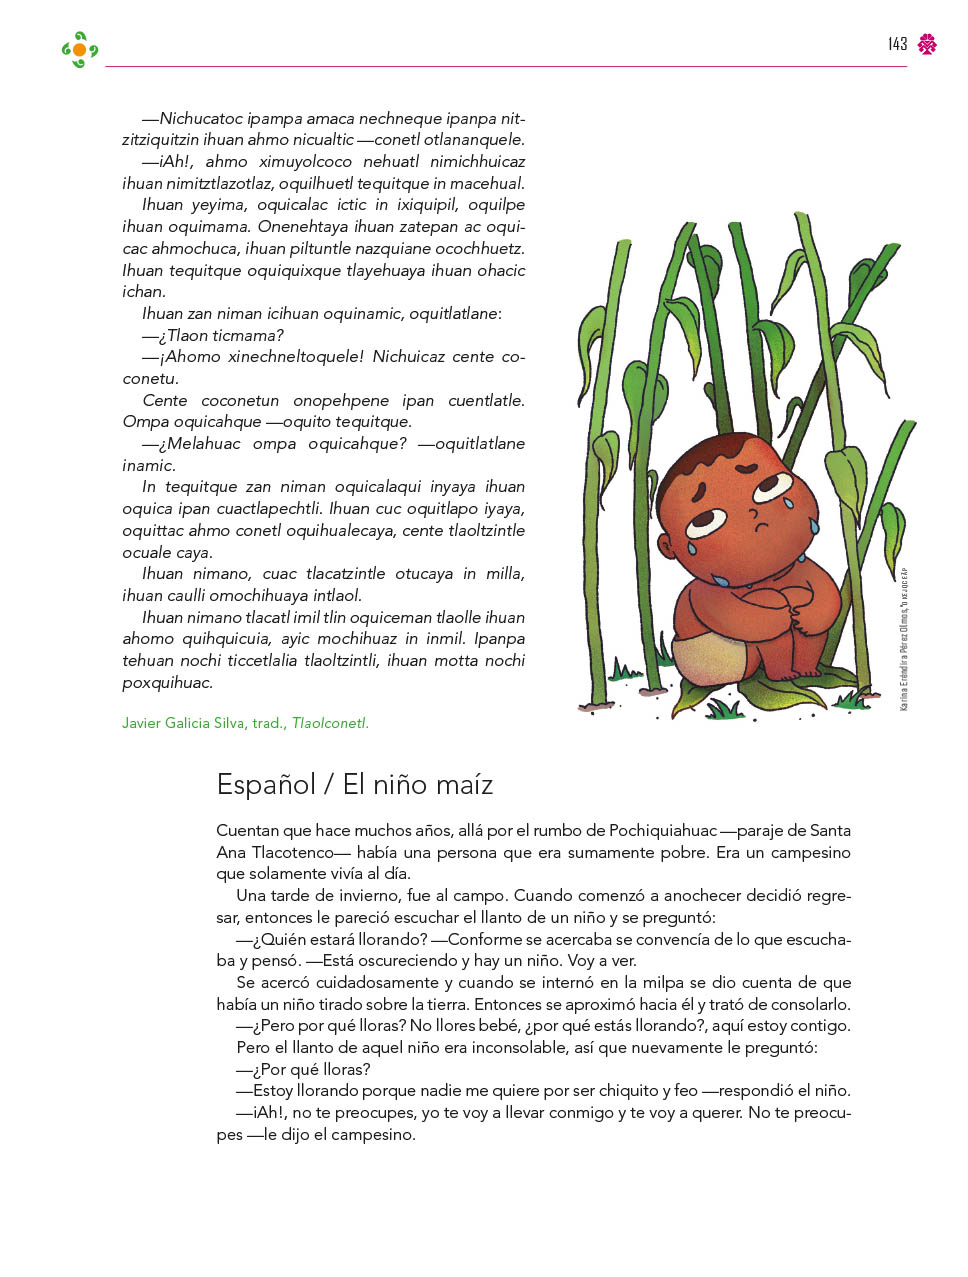 143
—Nichucatoc ipampa amaca nechneque ipanpa nit-
zitziquitzin ihuan ahmo nicualtic —conetl otlananquele.
—¡Ah!, ahmo ximuyolcoco nehuatl nimichhuicaz
ihuan nimitztlazotlaz, oquilhuetl tequitque in macehual.
Ihuan yeyima, oquicalac ictic in ixiquipil, oquilpe
ihuan oquimama. Onenehtaya ihuan zatepan ac oqui-
cac ahmochuca, ihuan piltuntle nazquiane ocochhuetz.
Ihuan tequitque oquiquixque tlayehuaya ihuan ohacic
ichan.
Ihuan zan niman icihuan oquinamic, oquitlatlane:
—¿Tlaon ticmama?
—¡Ahomo xinechneltoquele! Nichuicaz cente co-
conetu.
Cente coconetun onopehpene ipan cuentlatle.
Ompa oquicahque —oquito tequitque.
—¿Melahuac ompa oquicahque? —oquitlatlane
inamic.
In tequitque zan niman oquicalaqui inyaya ihuan
oquica ipan cuactlapechtli. Ihuan cuc oquitlapo iyaya,
oquittac ahmo conetl oquihualecaya, cente tlaoltzintle
ocuale caya.
Ihuan nimano, cuac tlacatzintle otucaya in milla,
ihuan caulli omochihuaya intlaol.
Ihuan nimano tlacatl imil tlin oquiceman tlaolle ihuan
ahomo quihquicuia, ayic mochihuaz in inmil. Ipanpa
tehuan nochi ticcetlalia tlaoltzintli, ihuan motta nochi
poxquihuac.
Javier Galicia Silva, trad., Tlaolconetl.
Karina Eréndira Pérez Olmos,
Español / El niño maíz
Cuentan que hace muchos años, allá por el rumbo de Pochiquiahuac —paraje de Santa
Ana Tlacotenco— había una persona que era sumamente pobre. Era un campesino
que solamente vivía al día.
Una tarde de invierno, fue al campo. Cuando comenzó a anochecer decidió regre-
sar, entonces le pareció escuchar el llanto de un niño y se preguntó:
—¿Quién estará llorando? —Conforme se acercaba se convencía de lo que escucha-
ba y pensó. —Está oscureciendo y hay un niño. Voy a ver.
Se acercó cuidadosamente y cuando se internó en la milpa se dio cuenta de que
había un niño tirado sobre la tierra. Entonces se aproximó hacia él y trató de consolarlo.
—¿Pero por qué lloras? No llores bebé, ¿por qué estás llorando?, aquí estoy contigo.
Pero el llanto de aquel niño era inconsolable, así que nuevamente le preguntó:
—¿Por qué lloras?
—Estoy llorando porque nadie me quiere por ser chiquito y feo —respondió el niño.
—¡Ah!, no te preocupes, yo te voy a llevar conmigo y te voy a querer. No te preocu-
pes —le dijo el campesino.